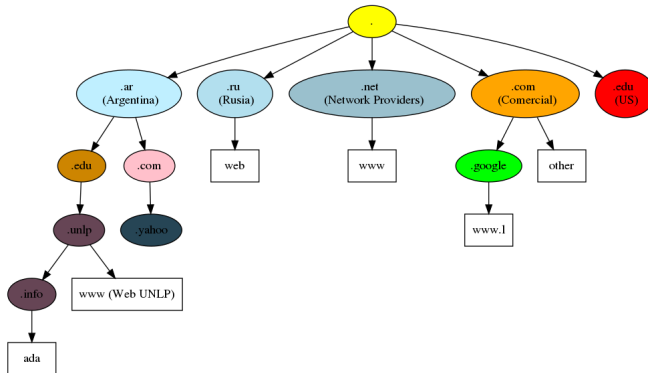 .
.ar
(Argentina)
.ru
(Rusia)
.net
(Network Providers)
.com
(Comercial)
.edu
(US)
.edu
.com
web
www
.google
other
.unlp
.yahoo
www.l
.info
www (Web UNLP)
ada